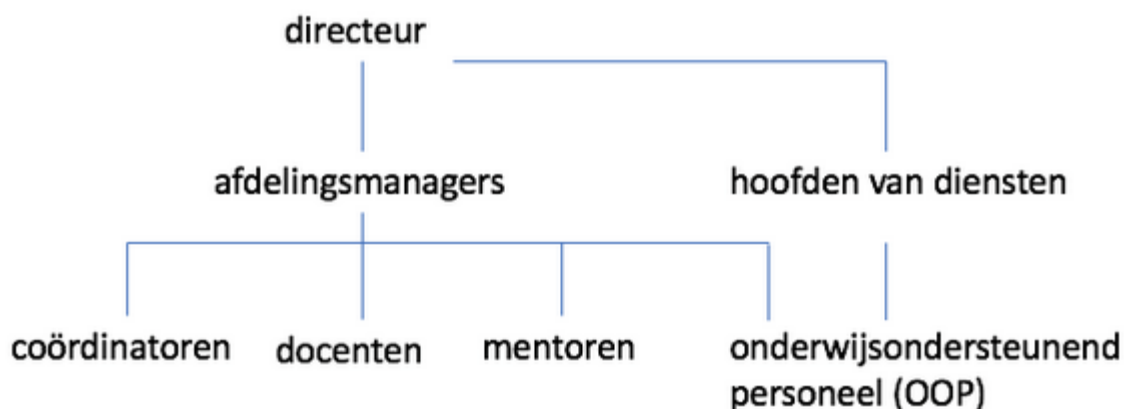 directeur
afdelingsmanagers
hoofden van diensten
coördinatoren
docenten
mentoren
onderwijsondersteunend
personeel (OOP)